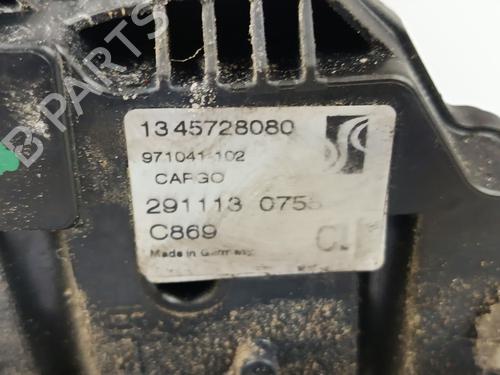 1345728080
971041-102
CARGO
291113 0755
C869
Made in Germany
B-PARTS